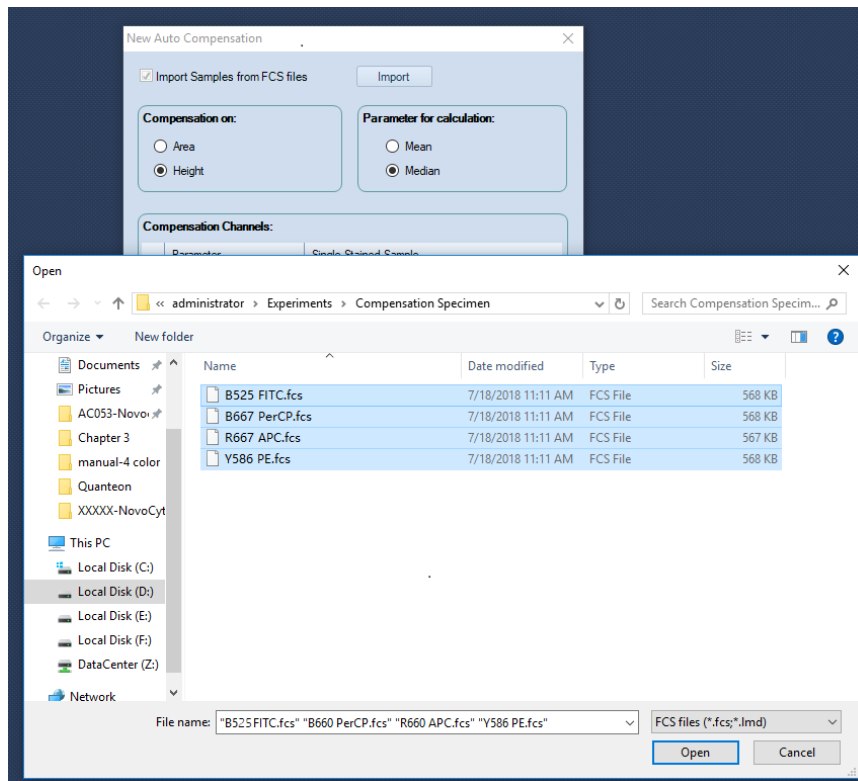 New Auto Compensation
Import Samples from FCS files Import
Compensation on: Parameter for calculation:
Area Mean
Height Median
Compensation Channels:
Parameter Single Stained Sample
Open
« administrator > Experiments > Compensation Specimen Search Compensation Specim...
Organize New folder
Documents Name Date modified Type Size
Pictures B525 FITC.fcs 7/18/2018 11:11 AM FCS File 568 KB
AC053-Novo B667 PerCP.fcs 7/18/2018 11:11 AM FCS File 568 KB
Chapter 3 R667 APC.fcs 7/18/2018 11:11 AM FCS File 567 KB
manual-4 color Y586 PE.fcs 7/18/2018 11:11 AM FCS File 568 KB
Quanteon
XXXXX-NovoCyt
This PC
Local Disk (C:)
Local Disk (D:)
Local Disk (E:)
Local Disk (F:)
DataCenter (Z:)
Network
File name: "B525 FITC.fcs" "B660 PerCP.fcs" "R660 APC.fcs" "Y586 PE.fcs" FCS files (*.fcs;*.lmd)
Open Cancel